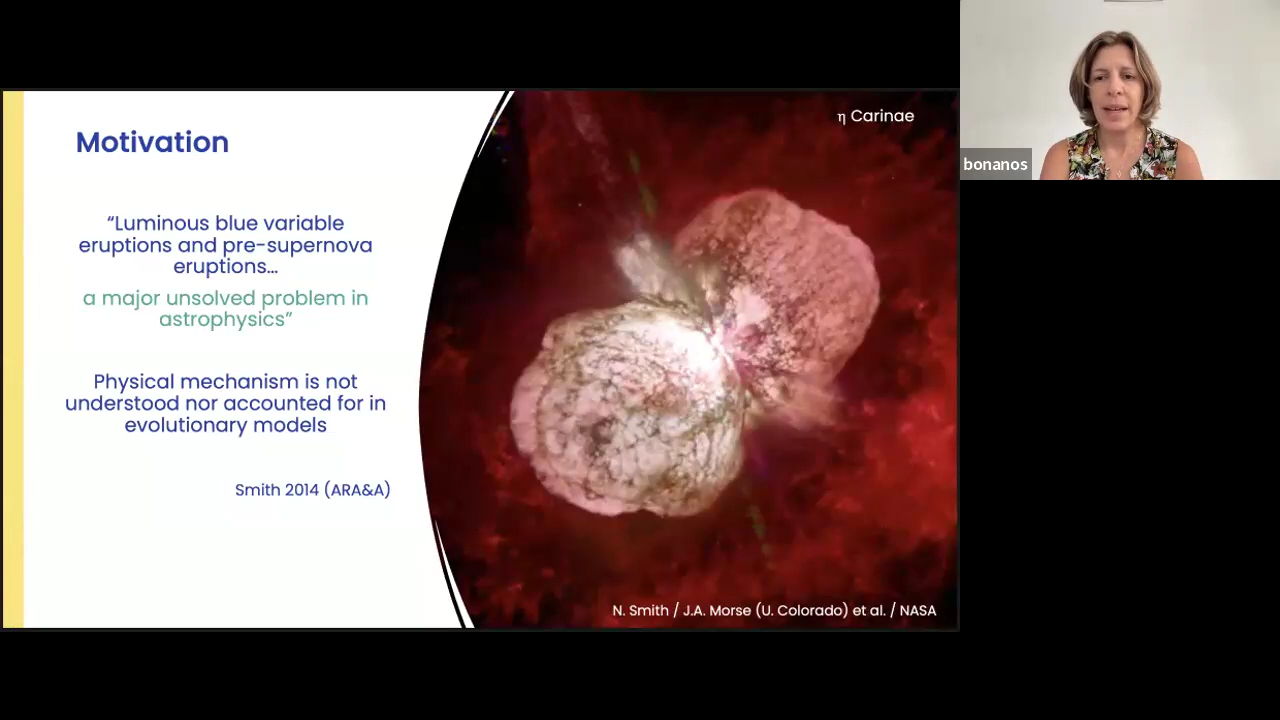 Motivation
“Luminous blue variable
eruptions and pre-supernova
eruptions…
a major unsolved problem in
astrophysics”
Physical mechanism is not
understood nor accounted for in
evolutionary models
Smith 2014 (ARA&A)
η Carinae
N. Smith / J.A. Morse (U. Colorado) et al. / NASA
bonanos